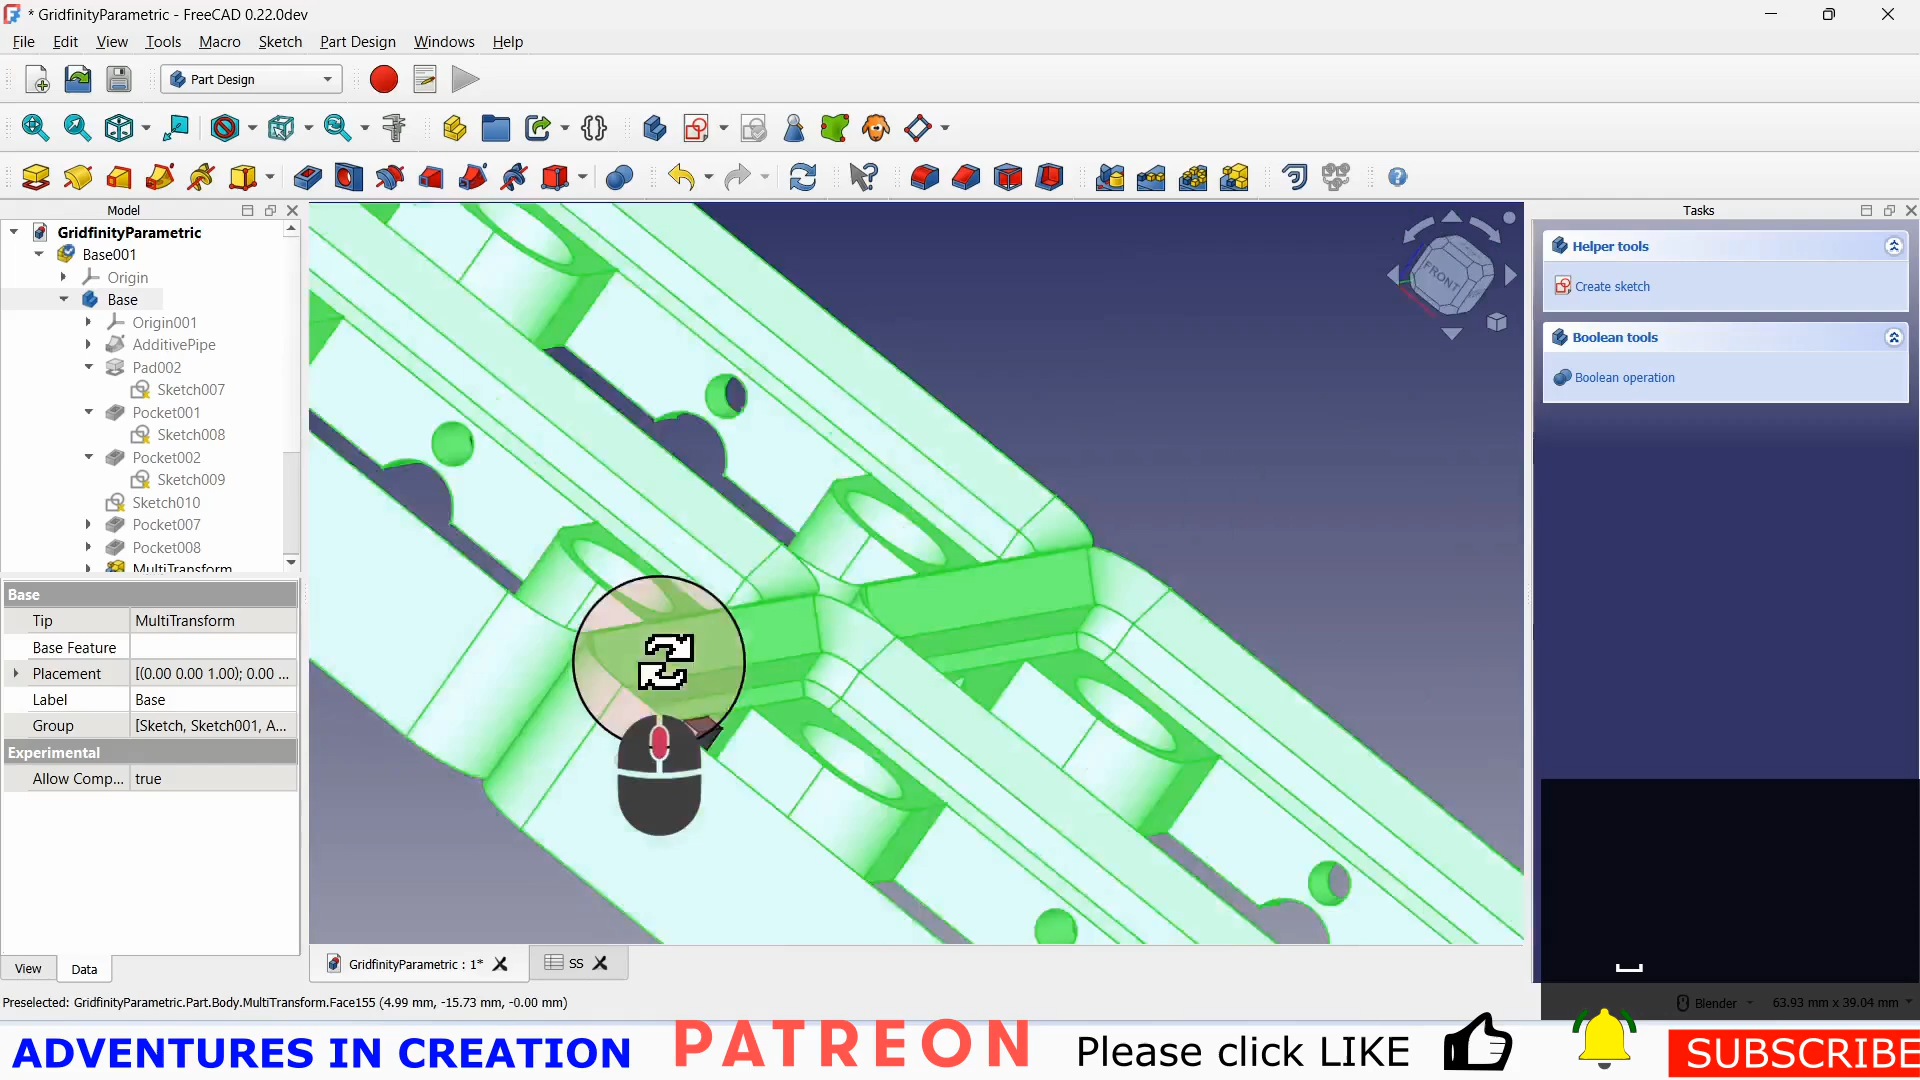 * GridfinityParametric - FreeCAD 0.22.0dev
File Edit View Tools Macro Sketch Part Design Windows Help
Part Design
Model
GridfinityParametric
Base001
Origin
Base
Origin001
AdditivePipe
Pad002
Sketch007
Pocket001
Sketch008
Pocket002
Sketch009
Sketch010
Pocket007
Pocket008
MultiTransform
Base
Tip MultiTransform
Base Feature
Placement [(0.00 0.00 1.00); 0.00 ...
Label Base
Group [Sketch, Sketch001, A...
Experimental
Allow Comp... true
View Data
FRONT
GridfinityParametric : 1*
SS
Tasks
Helper tools
Create sketch
Boolean tools
Boolean operation
Preselected: GridfinityParametric.Part.Body.MultiTransform.Face155 (4.99 mm, -15.73 mm, -0.00 mm)
Blender 63.93 mm x 39.04 mm
ADVENTURES IN CREATION PATREON Please click LIKE SUBSCRIBE